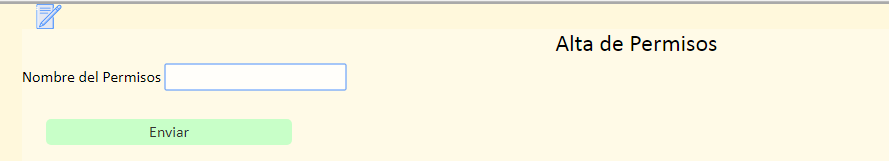 Alta de Permisos
Nombre del Permisos
Enviar